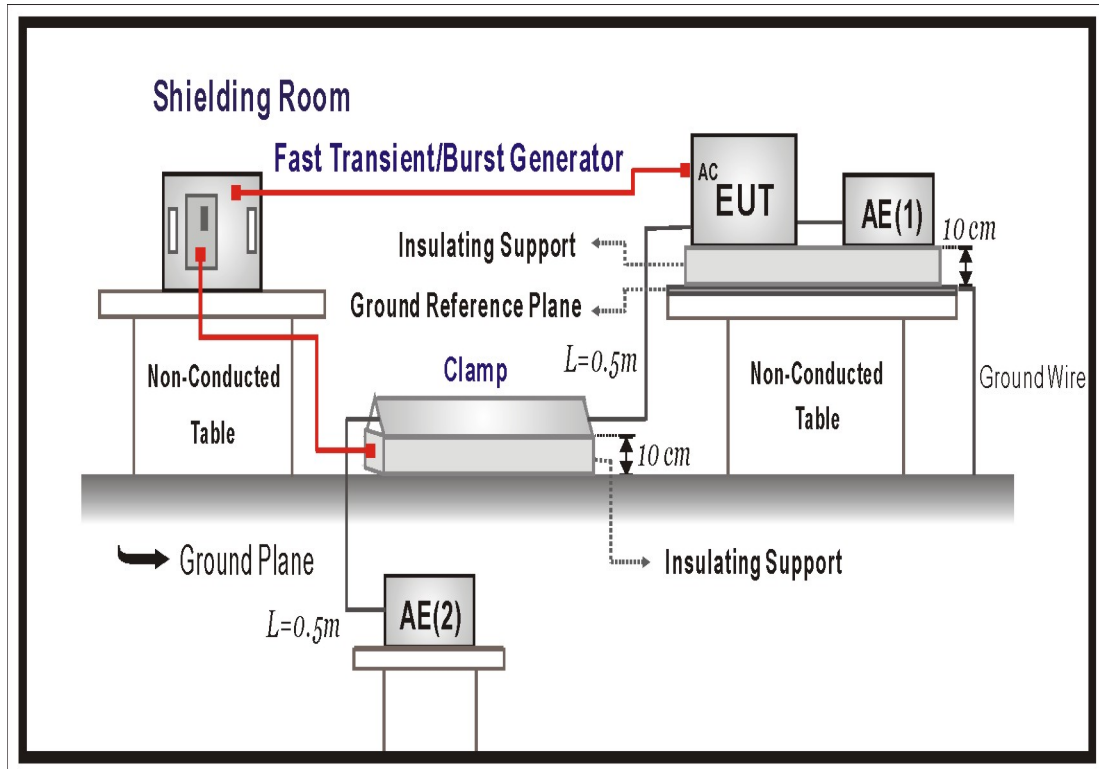 Shielding Room
Fast Transient/Burst Generator
AC
EUT
AE(1)
10 cm
Insulating Support
Ground Reference Plane
L=0.5m
Clamp
Non-Conducted
Table
Non-Conducted
Table
Ground Wire
10 cm
Ground Plane
Insulating Support
AE(2)
L=0.5m